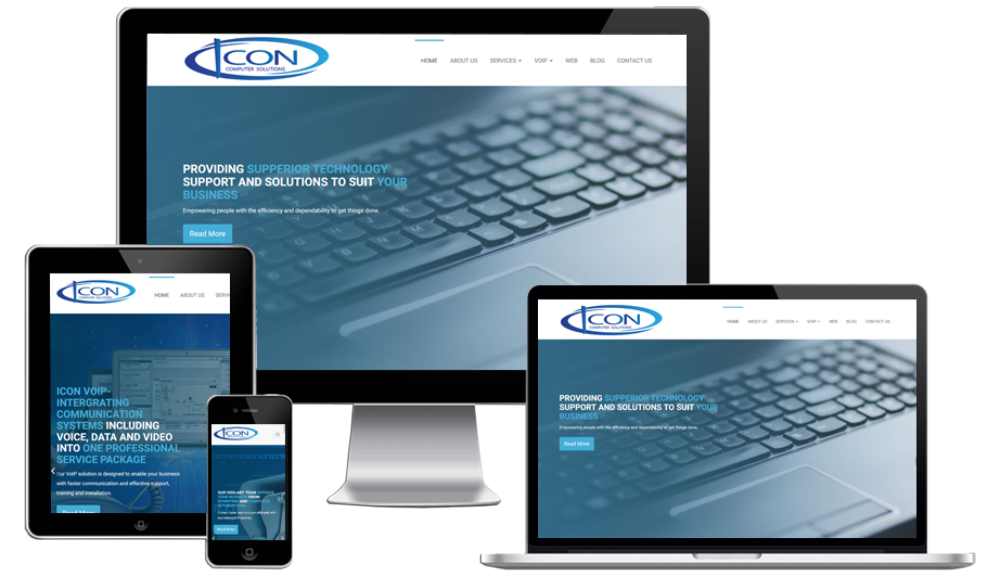 ICON
COMPUTER SOLUTIONS
HOME ABOUT US SERVICES VOIP WEB BLOG CONTACT US
PROVIDING SUPPERIOR TECHNOLOGY
SUPPORT AND SOLUTIONS TO SUIT YOUR
BUSINESS
Empowering people with the efficiency and dependability to get things done.
Read More
ICON
COMPUTER SOLUTIONS
HOME ABOUT US SERVIC
ICON VOIP-
INTERGRATING
COMMUNICATION
SYSTEMS INCLUDING
VOICE, DATA AND VIDEO
INTO ONE PROFESSIONAL
SERVICE PACKAGE
Our VoIP solution is designed to enable your business
with faster communication and effective support,
training and installation.
Read More
ICON
OUR VIGILANT TEAM
YOUR BUSINESS FROM
Read More
ICON
COMPUTER SOLUTIONS
HOME ABOUT US SERVICES VOIP WEB BLOG CONTACT US
PROVIDING SUPPERIOR TECHNOLOGY
SUPPORT AND SOLUTIONS TO SUIT YOUR
BUSINESS
Empowering people with the efficiency and dependability to get things done.
Read More